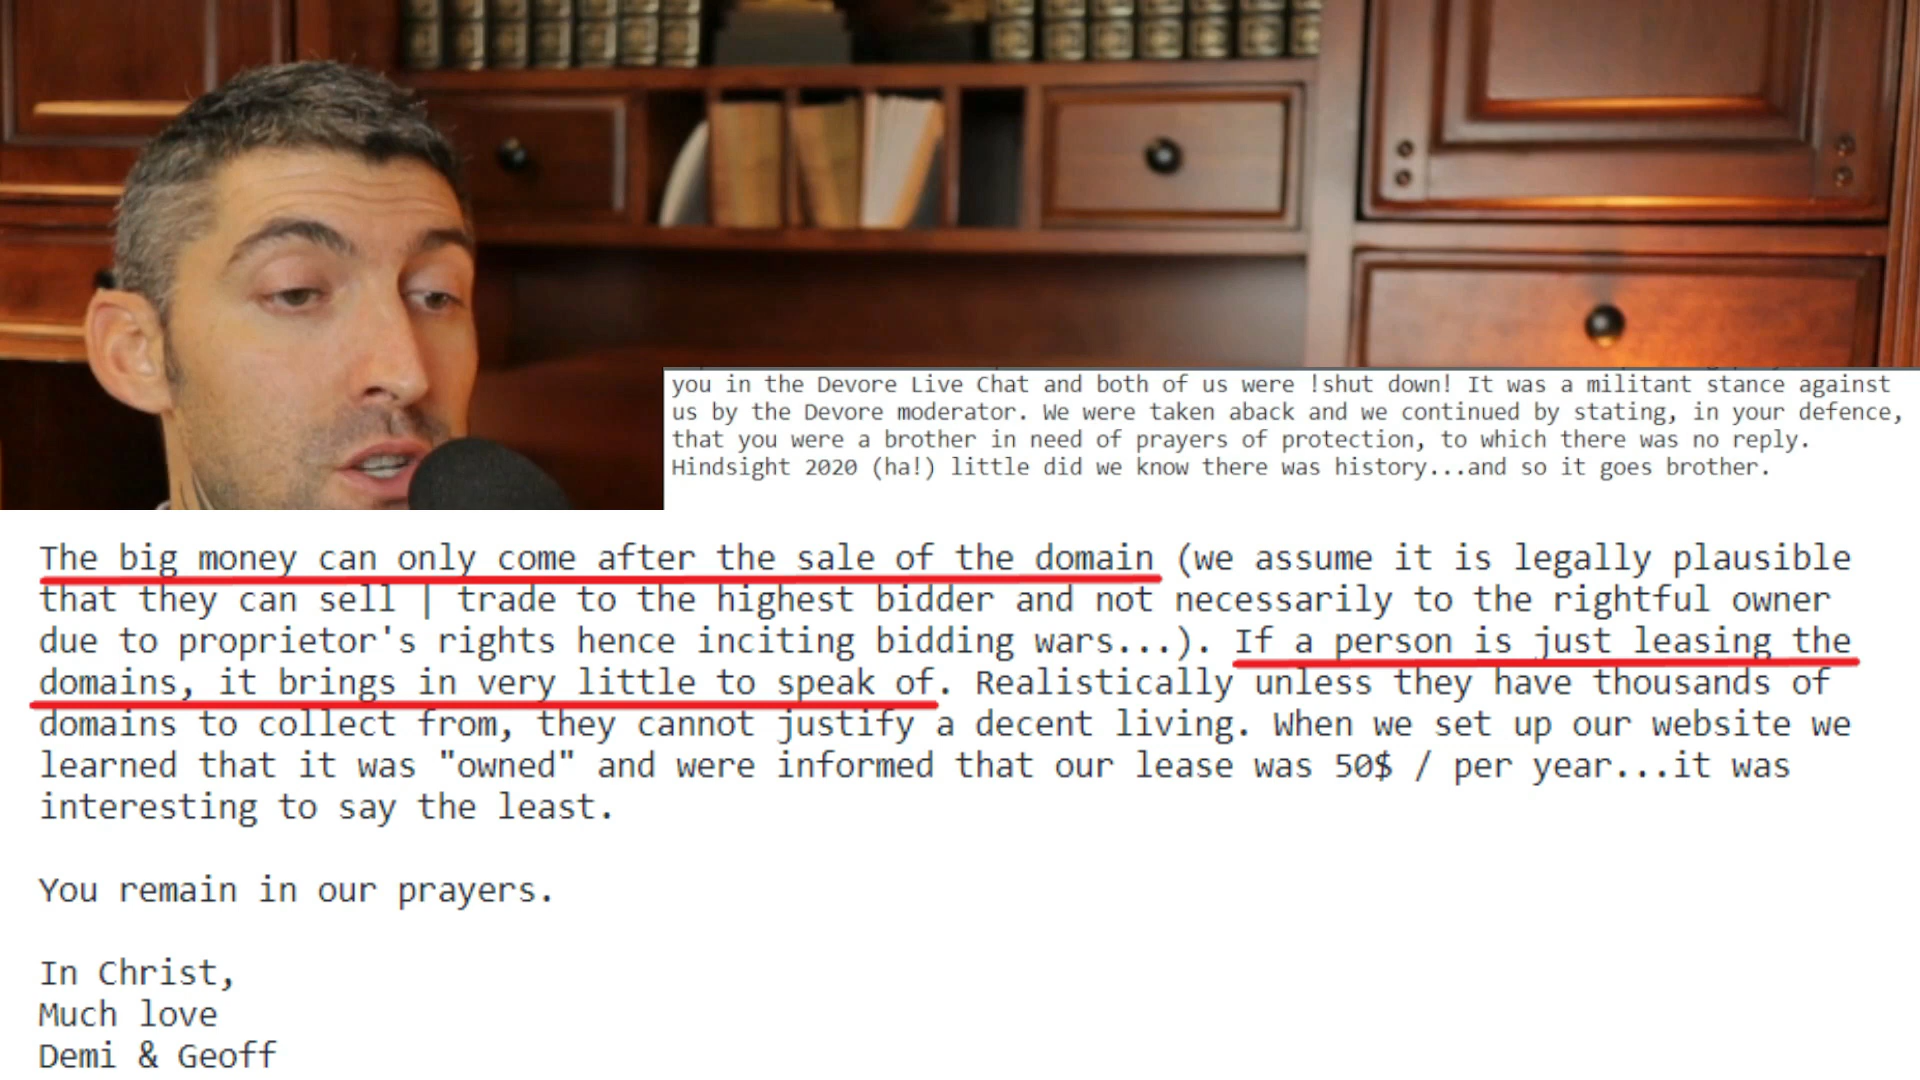 you in the Devore Live Chat and both of us were !shut down! It was a militant stance against
us by the Devore moderator. We were taken aback and we continued by stating, in your defence,
that you were a brother in need of prayers of protection, to which there was no reply.
Hindsight 2020 (ha!) little did we know there was history...and so it goes brother.
The big money can only come after the sale of the domain (we assume it is legally plausible
that they can sell | trade to the highest bidder and not necessarily to the rightful owner
due to proprietor's rights hence inciting bidding wars...). If a person is just leasing the
domains, it brings in very little to speak of. Realistically unless they have thousands of
domains to collect from, they cannot justify a decent living. When we set up our website we
learned that it was "owned" and were informed that our lease was 50$ / per year...it was
interesting to say the least.
You remain in our prayers.
In Christ,
Much love
Demi & Geoff